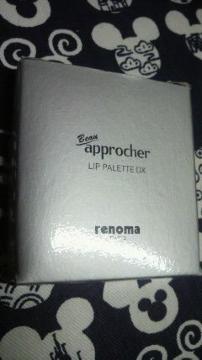 Beau
approcher
LIP PALETTE DX
renoma